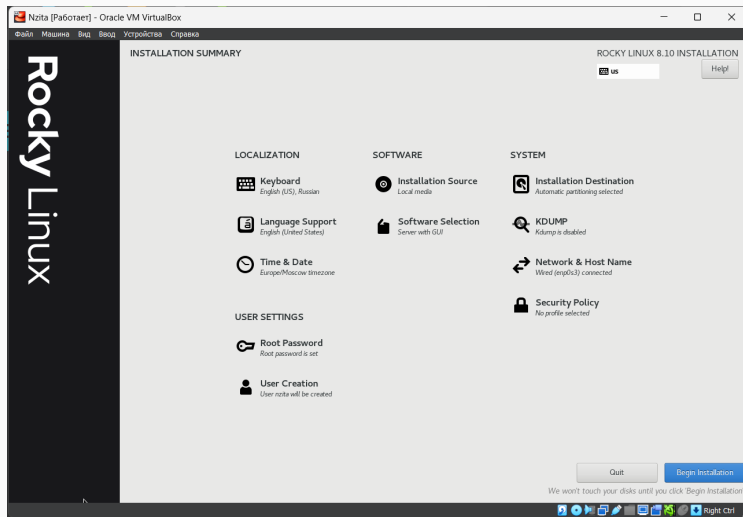 Nzita [Работает] - Oracle VM VirtualBox
Файл Машина Вид Ввод Устройства Справка
Rocky Linux
INSTALLATION SUMMARY
ROCKY LINUX 8.10 INSTALLATION
us
Help!
LOCALIZATION
Keyboard
English (US), Russian
Language Support
English (United States)
Time & Date
Europe/Moscow timezone
SOFTWARE
Installation Source
Local media
Software Selection
Server with GUI
SYSTEM
Installation Destination
Automatic partitioning selected
KDUMP
Kdump is disabled
Network & Host Name
Wired (enp0s3) connected
Security Policy
No profile selected
USER SETTINGS
Root Password
Root password is set
User Creation
User nzita will be created
Quit
Begin Installation
We won't touch your disks until you click 'Begin Installation
Right Ctrl